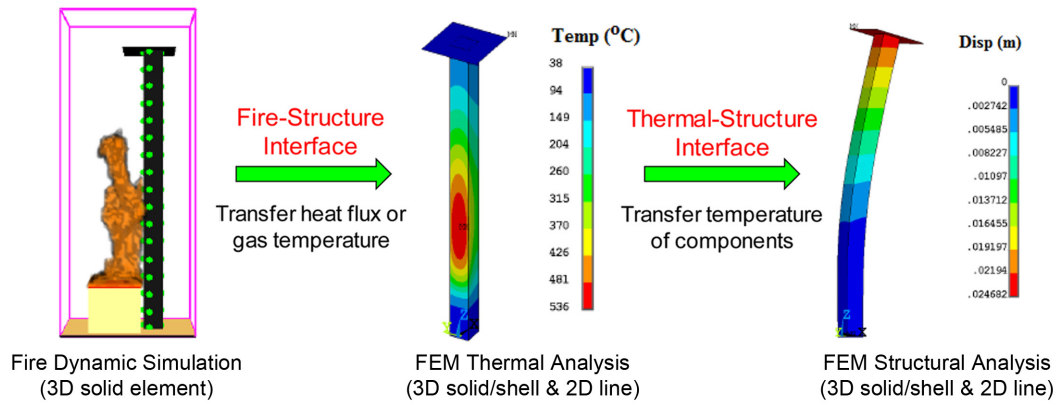 Fire-Structure
Interface
Transfer heat flux or
gas temperature
Fire Dynamic Simulation
(3D solid element)
Temp (°C)
38
94
149
204
260
315
370
426
481
536
MN
MX
Y
Z
X
FEM Thermal Analysis
(3D solid/shell & 2D line)
Thermal-Structure
Interface
Transfer temperature
of components
Disp (m)
0
.002742
.005485
.008227
.01097
.013712
.016455
.019197
.02194
.024682
Z
X
FEM Structural Analysis
(3D solid/shell & 2D line)